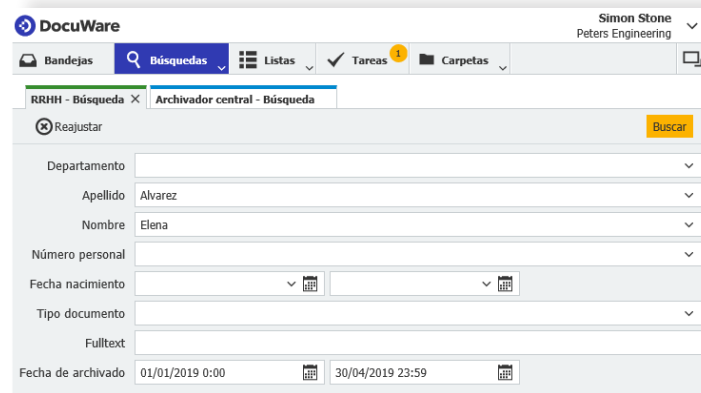 DocuWare
Simon Stone
Peters Engineering
Bandejas Búsquedas Listas Tareas 1 Carpetas
RRHH - Búsqueda × Archivador central - Búsqueda
Reajustar Buscar
Departamento
Apellido Alvarez
Nombre Elena
Número personal
Fecha nacimiento
Tipo documento
Fulltext
Fecha de archivado 01/01/2019 0:00 30/04/2019 23:59